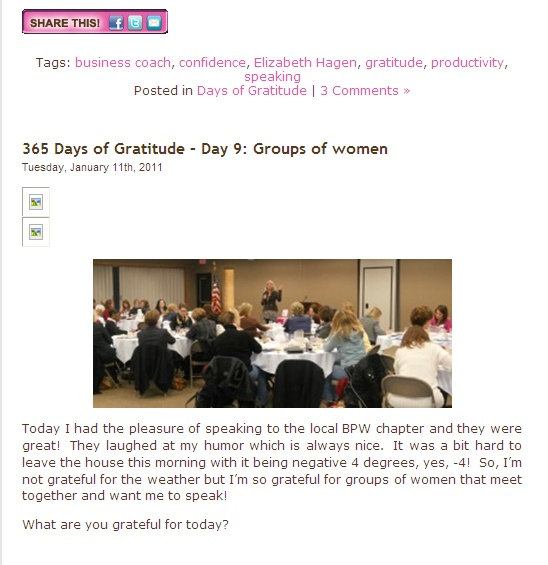 SHARE THIS!
Tags: business coach, confidence, Elizabeth Hagen, gratitude, productivity,
speaking
Posted in Days of Gratitude | 3 Comments »
365 Days of Gratitude – Day 9: Groups of women
Tuesday, January 11th, 2011
Today I had the pleasure of speaking to the local BPW chapter and they were
great!  They laughed at my humor which is always nice.  It was a bit hard to
leave the house this morning with it being negative 4 degrees, yes, -4!  So, I’m
not grateful for the weather but I’m so grateful for groups of women that meet
together and want me to speak!
What are you grateful for today?